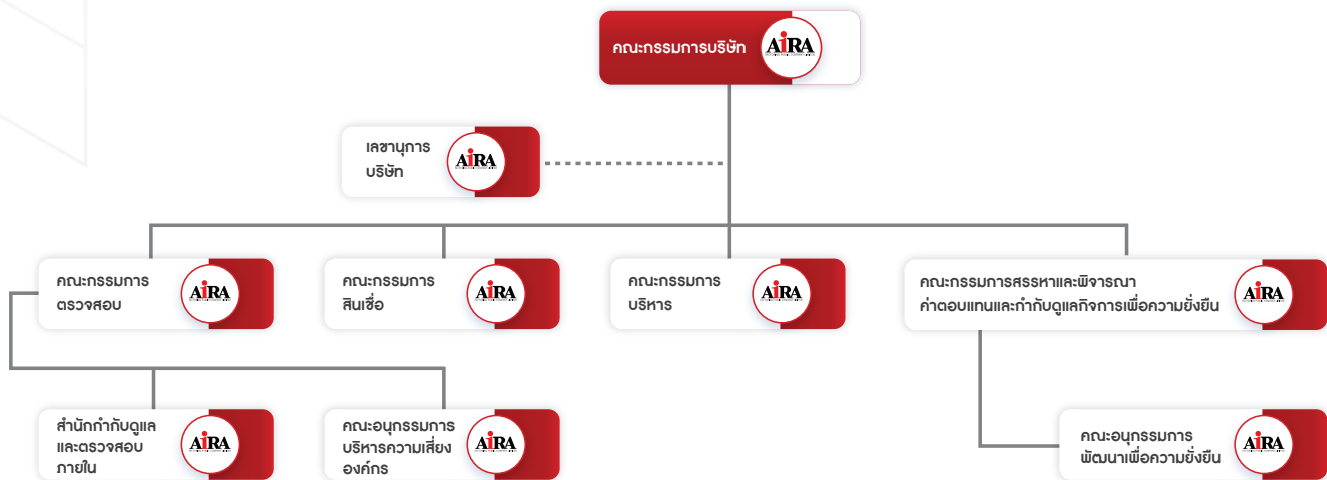 คณะกรรมการบริษัท
AiRA
เลขานุการ
บริษัท
AiRA
คณะกรรมการ
ตรวจสอบ
AiRA
คณะกรรมการ
สินเชื่อ
AiRA
คณะกรรมการ
บริหาร
AiRA
คณะกรรมการสรรหาและพิจารณา
ค่าตอบแทนและกำกับดูแลกิจการเพื่อความยั่งยืน
AiRA
สำนักกำกับดูแล
และตรวจสอบ
ภายใน
AiRA
คณะอนุกรรมการ
บริหารความเสี่ยง
องค์กร
AiRA
คณะอนุกรรมการ
พัฒนาเพื่อความยั่งยืน
AiRA